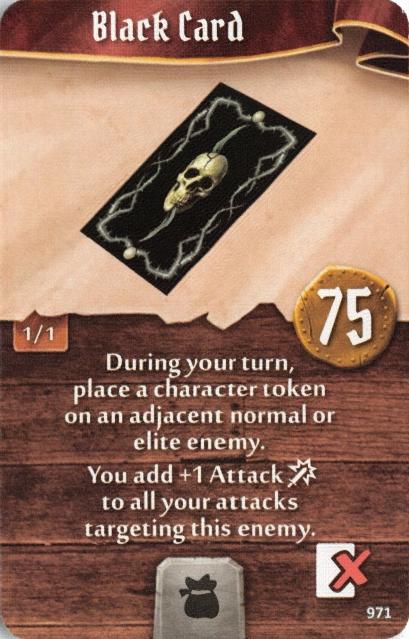 Black Card
75
1/1
During your turn,
place a character token
on an adjacent normal or
elite enemy.
You add +1 Attack
to all your attacks
targeting this enemy.
971